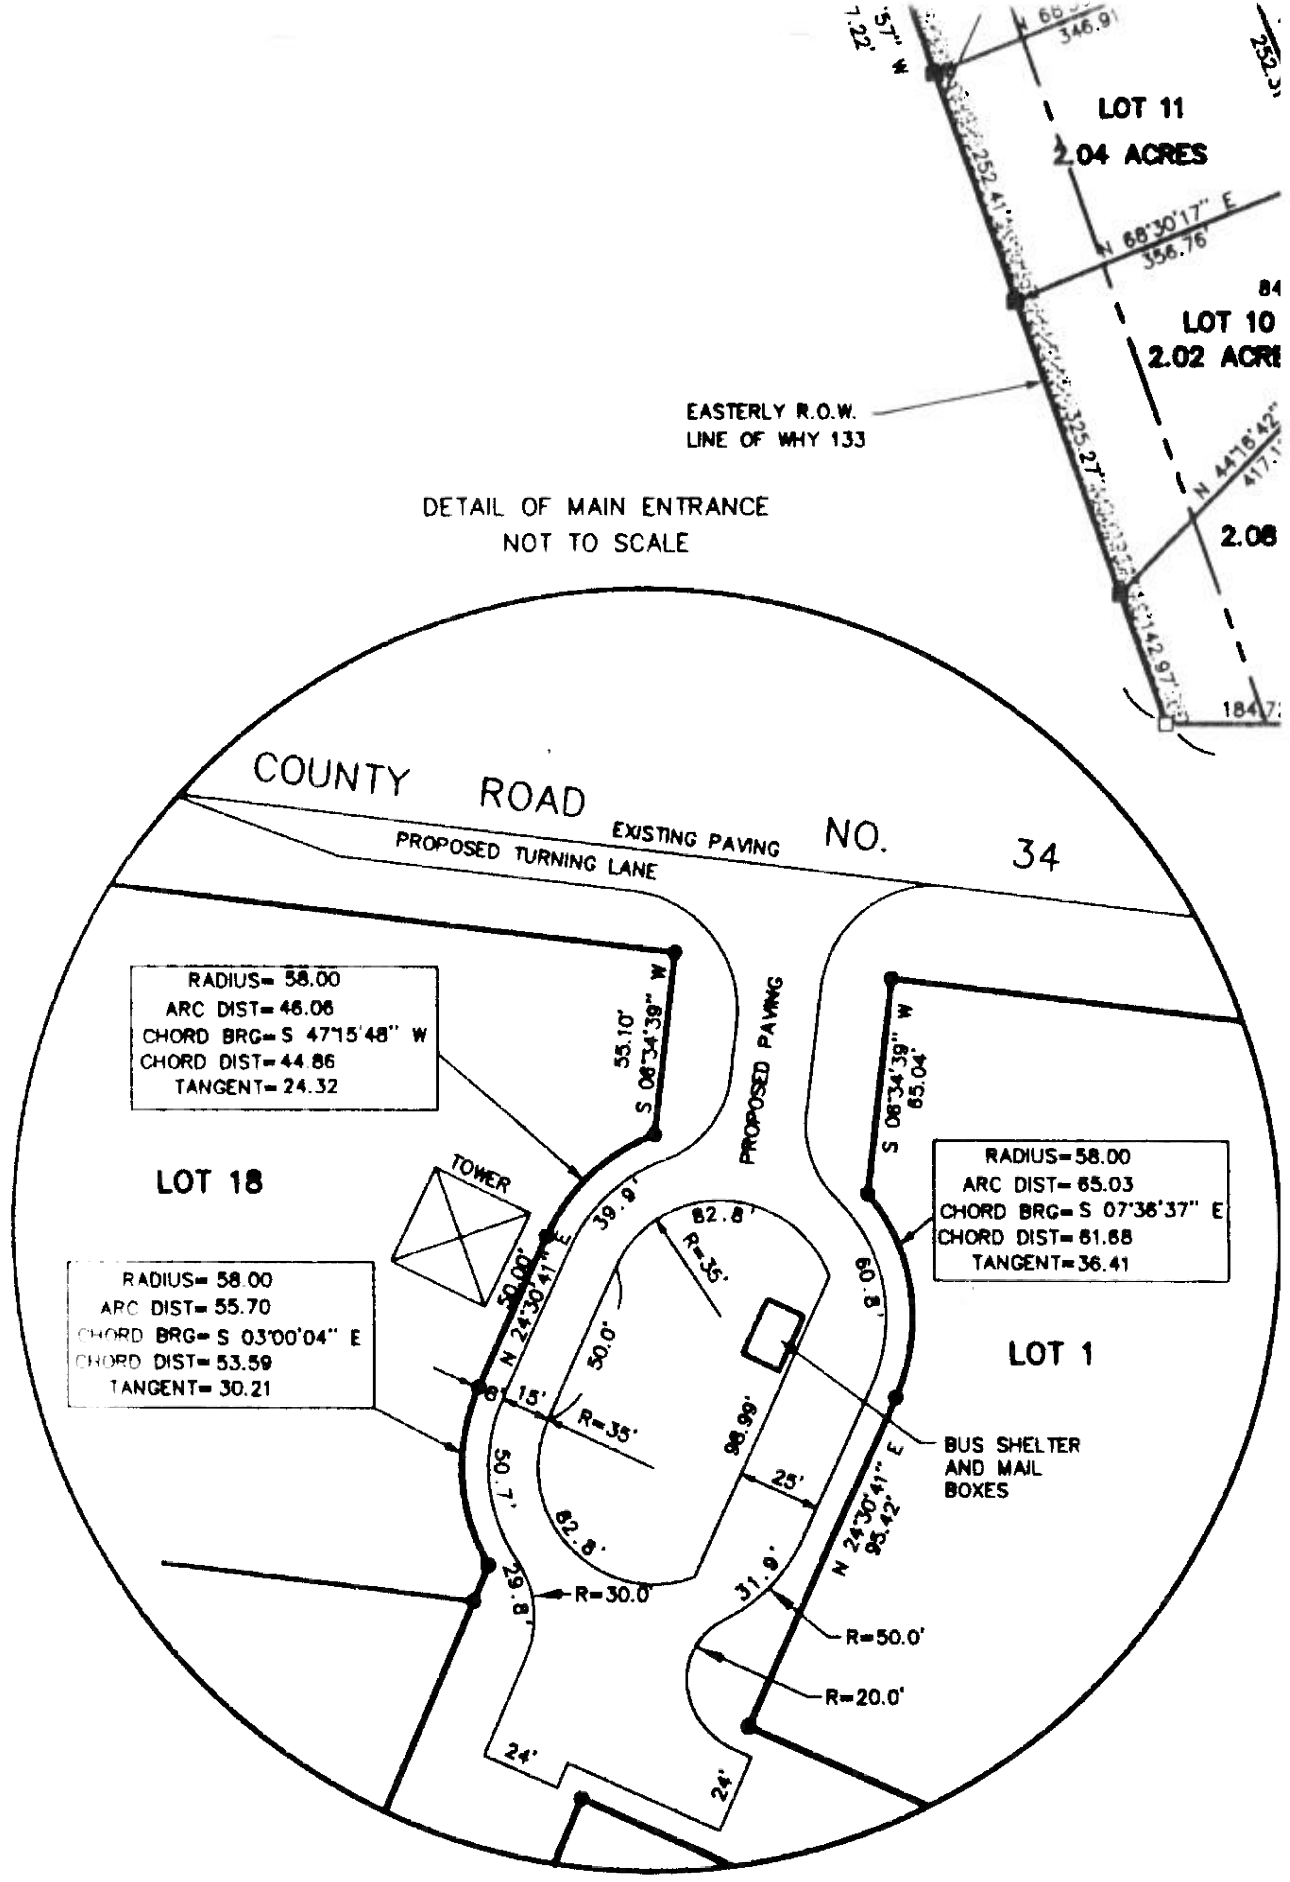 57" W
7.22'
346.91
LOT 11
2.04 ACRES
252.41'
N 68°30'17" E
356.76'
84
LOT 10
2.02 ACRE
EASTERLY R.O.W.
LINE OF WHY 133
325.27'
N 44°18'42"
417.1
2.08
142.97'
184.7
DETAIL OF MAIN ENTRANCE
NOT TO SCALE
COUNTY ROAD NO. 34
EXISTING PAVING
PROPOSED TURNING LANE
RADIUS= 58.00
ARC DIST= 46.06
CHORD BRG= S 47°15'48" W
CHORD DIST= 44.86
TANGENT= 24.32
55.10'
S 08°34'39" W
PROPOSED PAVING
S 08°34'39" W
65.04'
RADIUS= 58.00
ARC DIST= 65.03
CHORD BRG= S 07°36'37" E
CHORD DIST= 61.68
TANGENT= 36.41
LOT 18
TOWER
39.9'
82.8'
R=35'
60.8'
50.00'
N 24°30'41" E
RADIUS= 58.00
ARC DIST= 55.70
CHORD BRG= S 03°00'04" E
CHORD DIST= 53.59
TANGENT= 30.21
50.0'
LOT 1
15'
R=35'
98.99'
BUS SHELTER
AND MAIL
BOXES
25'
50.7'
N 24°30'41" E
95.42'
82.8'
29.8'
R=30.0'
31.9'
R=50.0'
R=20.0'
24'
24'